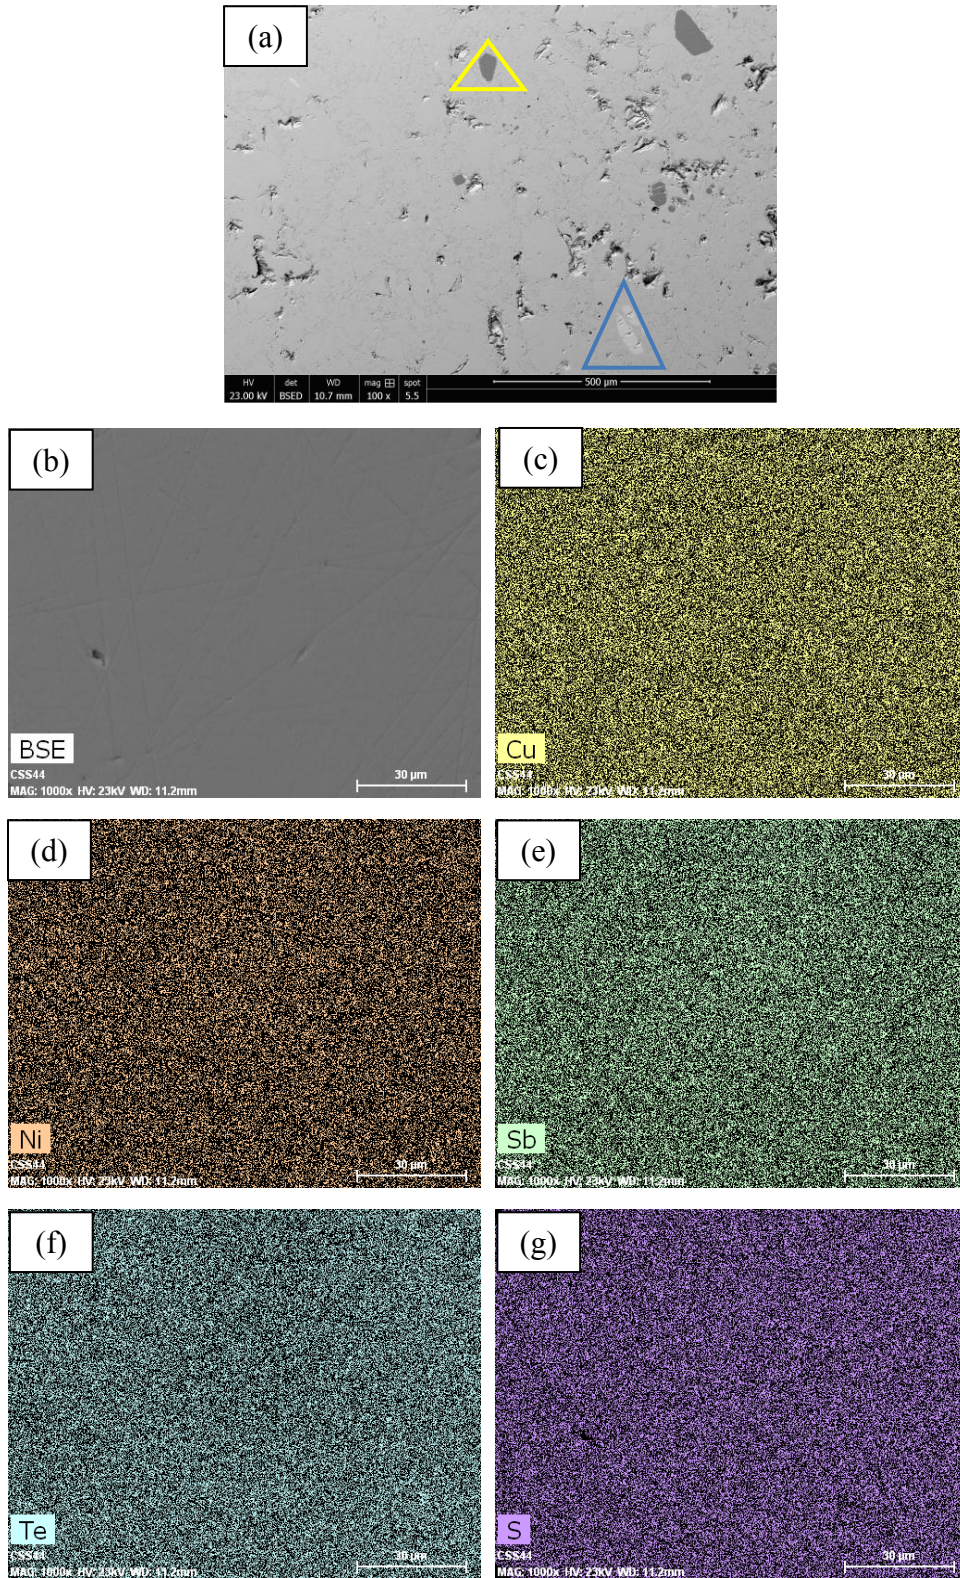 (a)
HV det WD mag ⊞ spot
23.00 kV BSED 10.7 mm 100 x 5.5
500 µm
(b)
BSE
CSS44
MAG: 1000x HV: 23kV WD: 11.2mm
30 µm
(c)
Cu
CSS44
MAG: 1000x HV: 23kV WD: 11.2mm
30 µm
(d)
Ni
CSS44
MAG: 1000x HV: 23kV WD: 11.2mm
30 µm
(e)
Sb
CSS44
MAG: 1000x HV: 23kV WD: 11.2mm
30 µm
(f)
Te
CSS44
MAG: 1000x HV: 23kV WD: 11.2mm
30 µm
(g)
S
CSS44
MAG: 1000x HV: 23kV WD: 11.2mm
30 µm